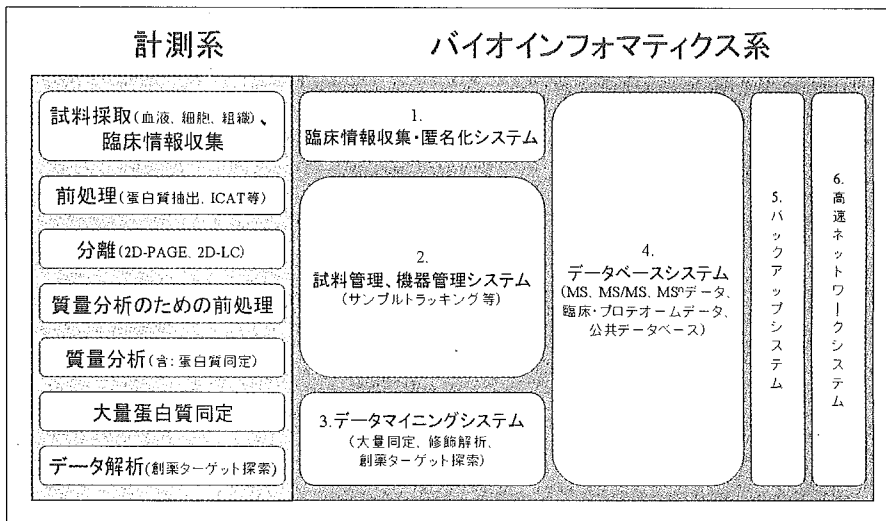 計測系
バイオインフォマティクス系
試料採取(血液、細胞、組織)、
臨床情報収集
前処理(蛋白質抽出、ICAT等)
分離(2D-PAGE、2D-LC)
質量分析のための前処理
質量分析(含:蛋白質同定)
大量蛋白質同定
データ解析(創薬ターゲット探索)
1.
臨床情報収集・匿名化システム
2.
試料管理、機器管理システム
(サンプルトラッキング等)
3.データマイニングシステム
(大量同定、修飾解析、
創薬ターゲット探索)
4.
データベースシステム
(MS、MS/MS、MSⁿデータ、
臨床・プロテオームデータ、
公共データベース)
5.バックアップシステム
6.高速ネットワークシステム